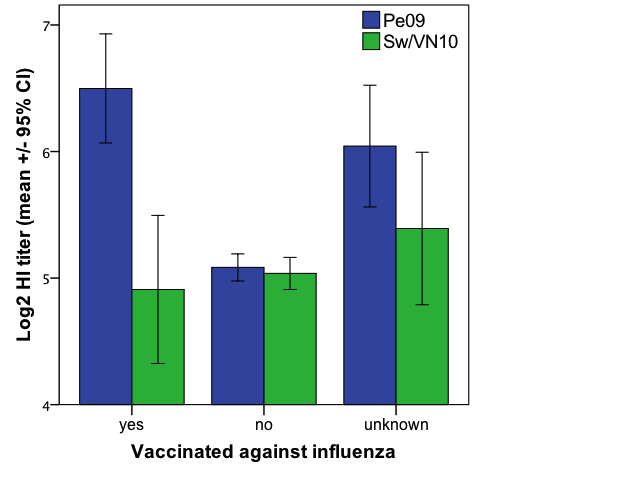 Pe09
Sw/VN10
Log2 HI titer (mean +/- 95% CI)
7
6
5
4
yes no unknown
Vaccinated against influenza